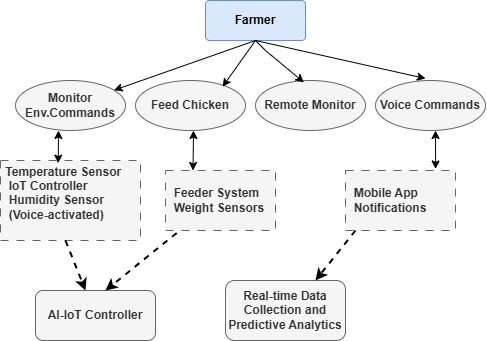 Farmer
Monitor
Env.Commands
Feed Chicken
Remote Monitor
Voice Commands
Temperature Sensor
IoT Controller
Humidity Sensor
(Voice-activated)
Feeder System
Weight Sensors
Mobile App
Notifications
AI-IoT Controller
Real-time Data
Collection and
Predictive Analytics